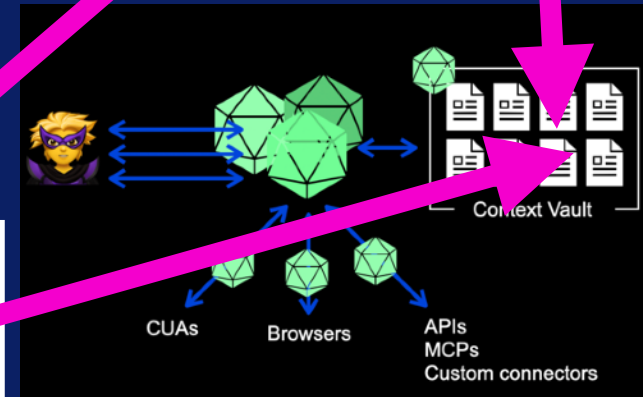 Context Vault
CUAs
Browsers
APIs
MCPs
Custom connectors